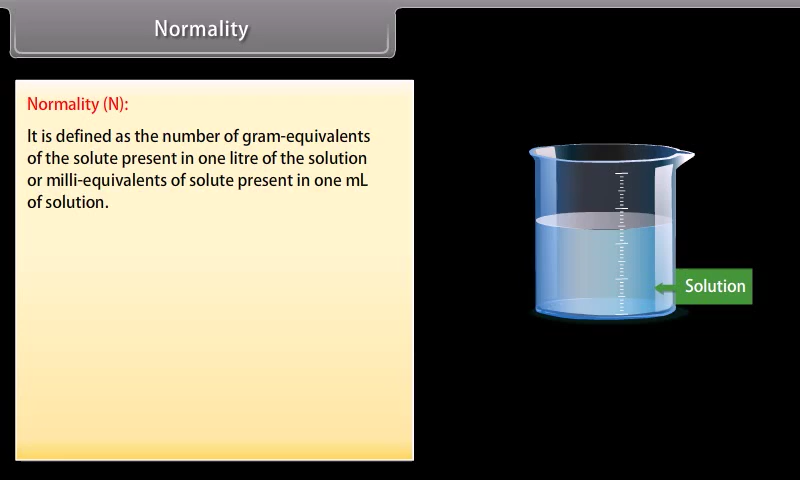 Normality
Normality (N):
It is defined as the number of gram-equivalents
of the solute present in one litre of the solution
or milli-equivalents of solute present in one mL
of solution.
Solution